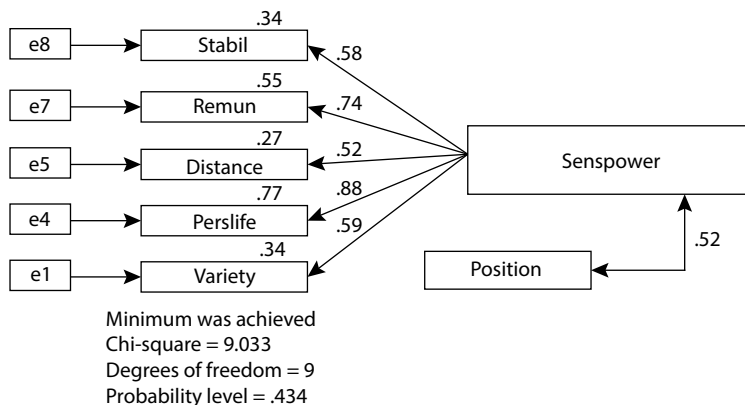 .34
e8
Stabil
.58
.55
e7
Remun
.74
.27
e5
Distance
.52
Senspower
.77
.88
e4
Perslife
.59
.34
.52
e1
Variety
Position
Minimum was achieved
Chi-square = 9.033
Degrees of freedom = 9
Probability level = .434